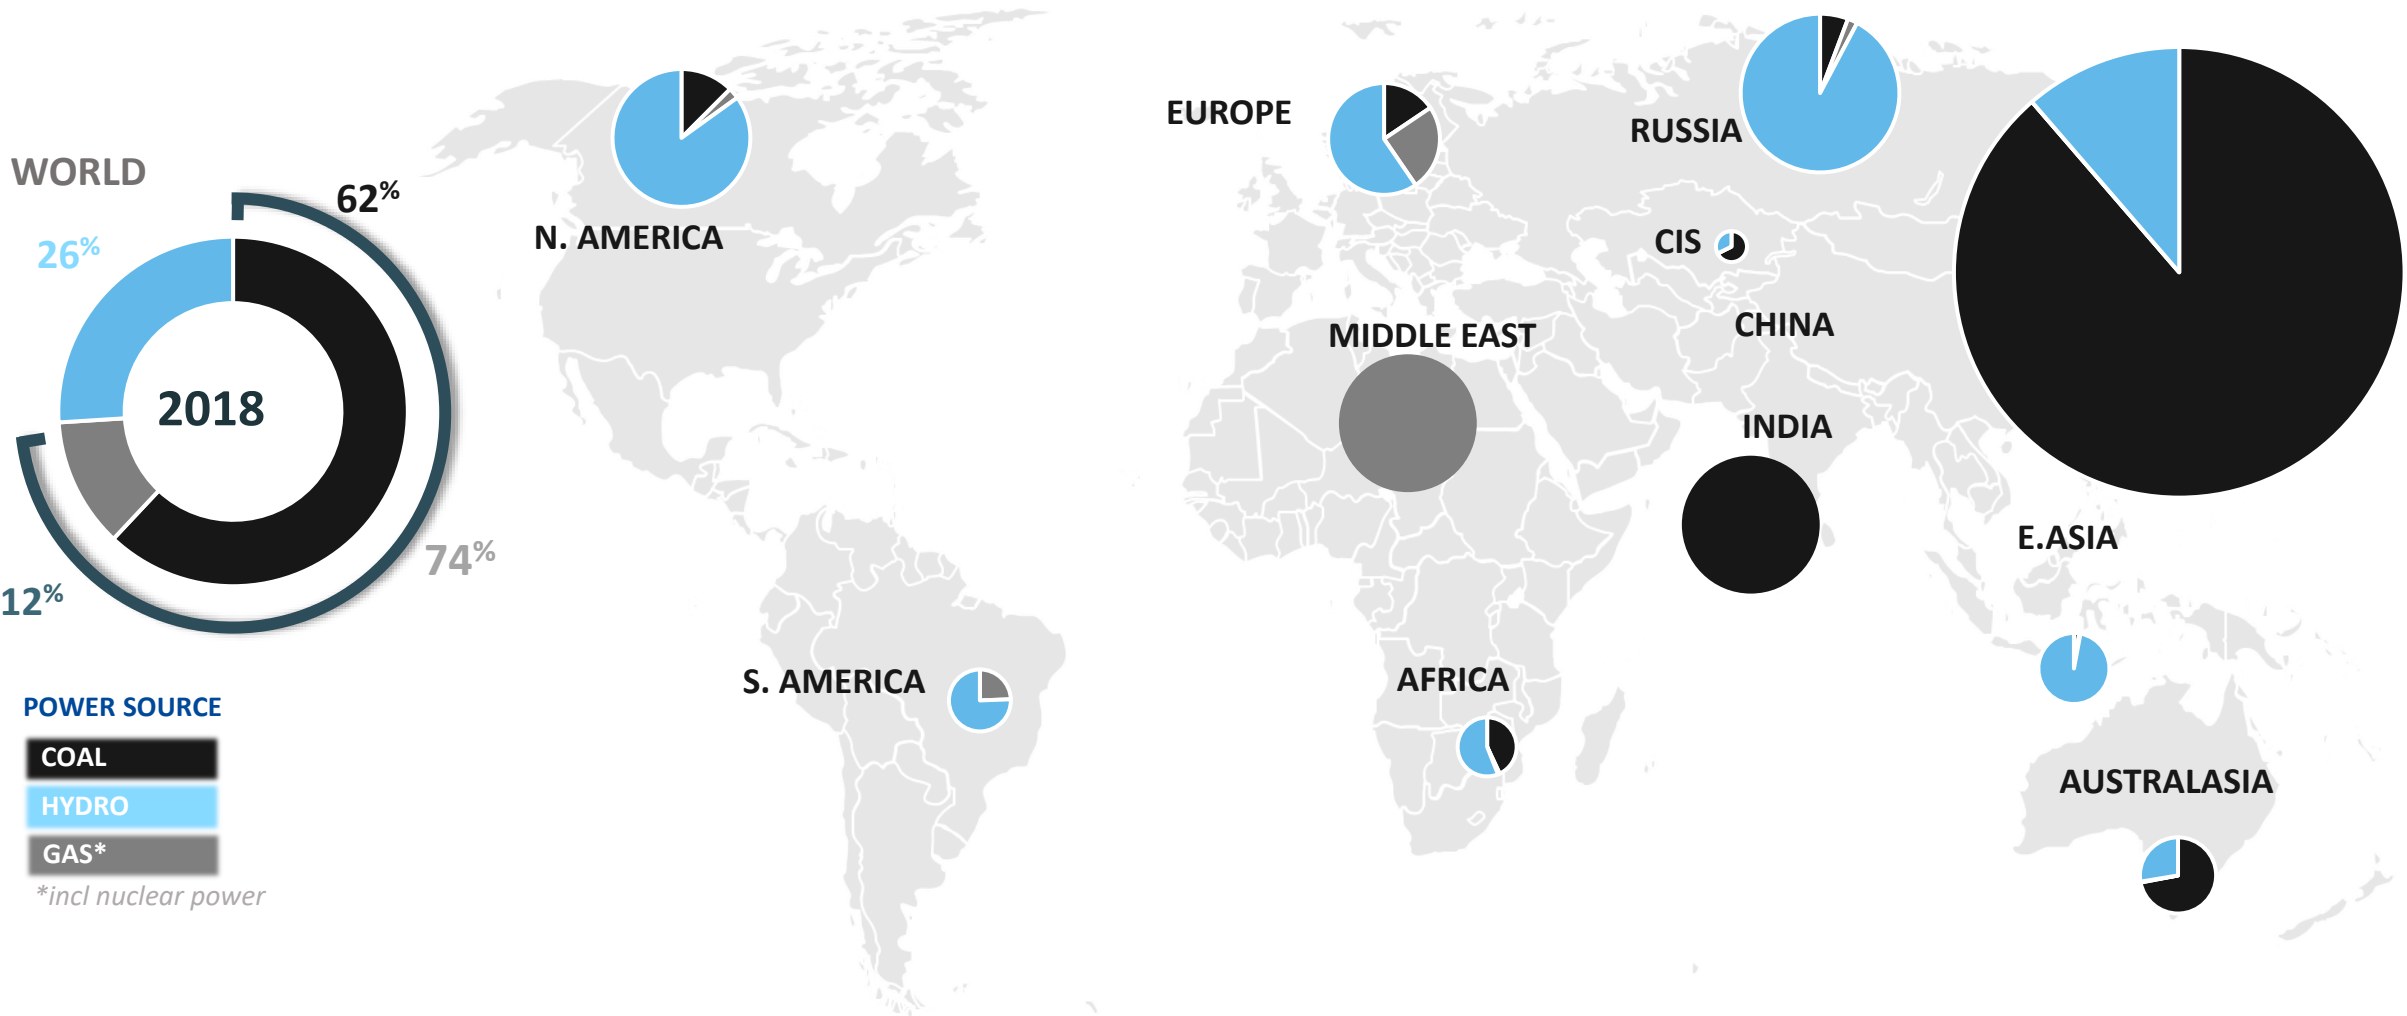 WORLD
62%
26%
2018
74%
12%
POWER SOURCE
COAL
HYDRO
GAS*
*incl nuclear power
N. AMERICA
S. AMERICA
EUROPE
RUSSIA
CIS
CHINA
MIDDLE EAST
INDIA
E.ASIA
AFRICA
AUSTRALASIA